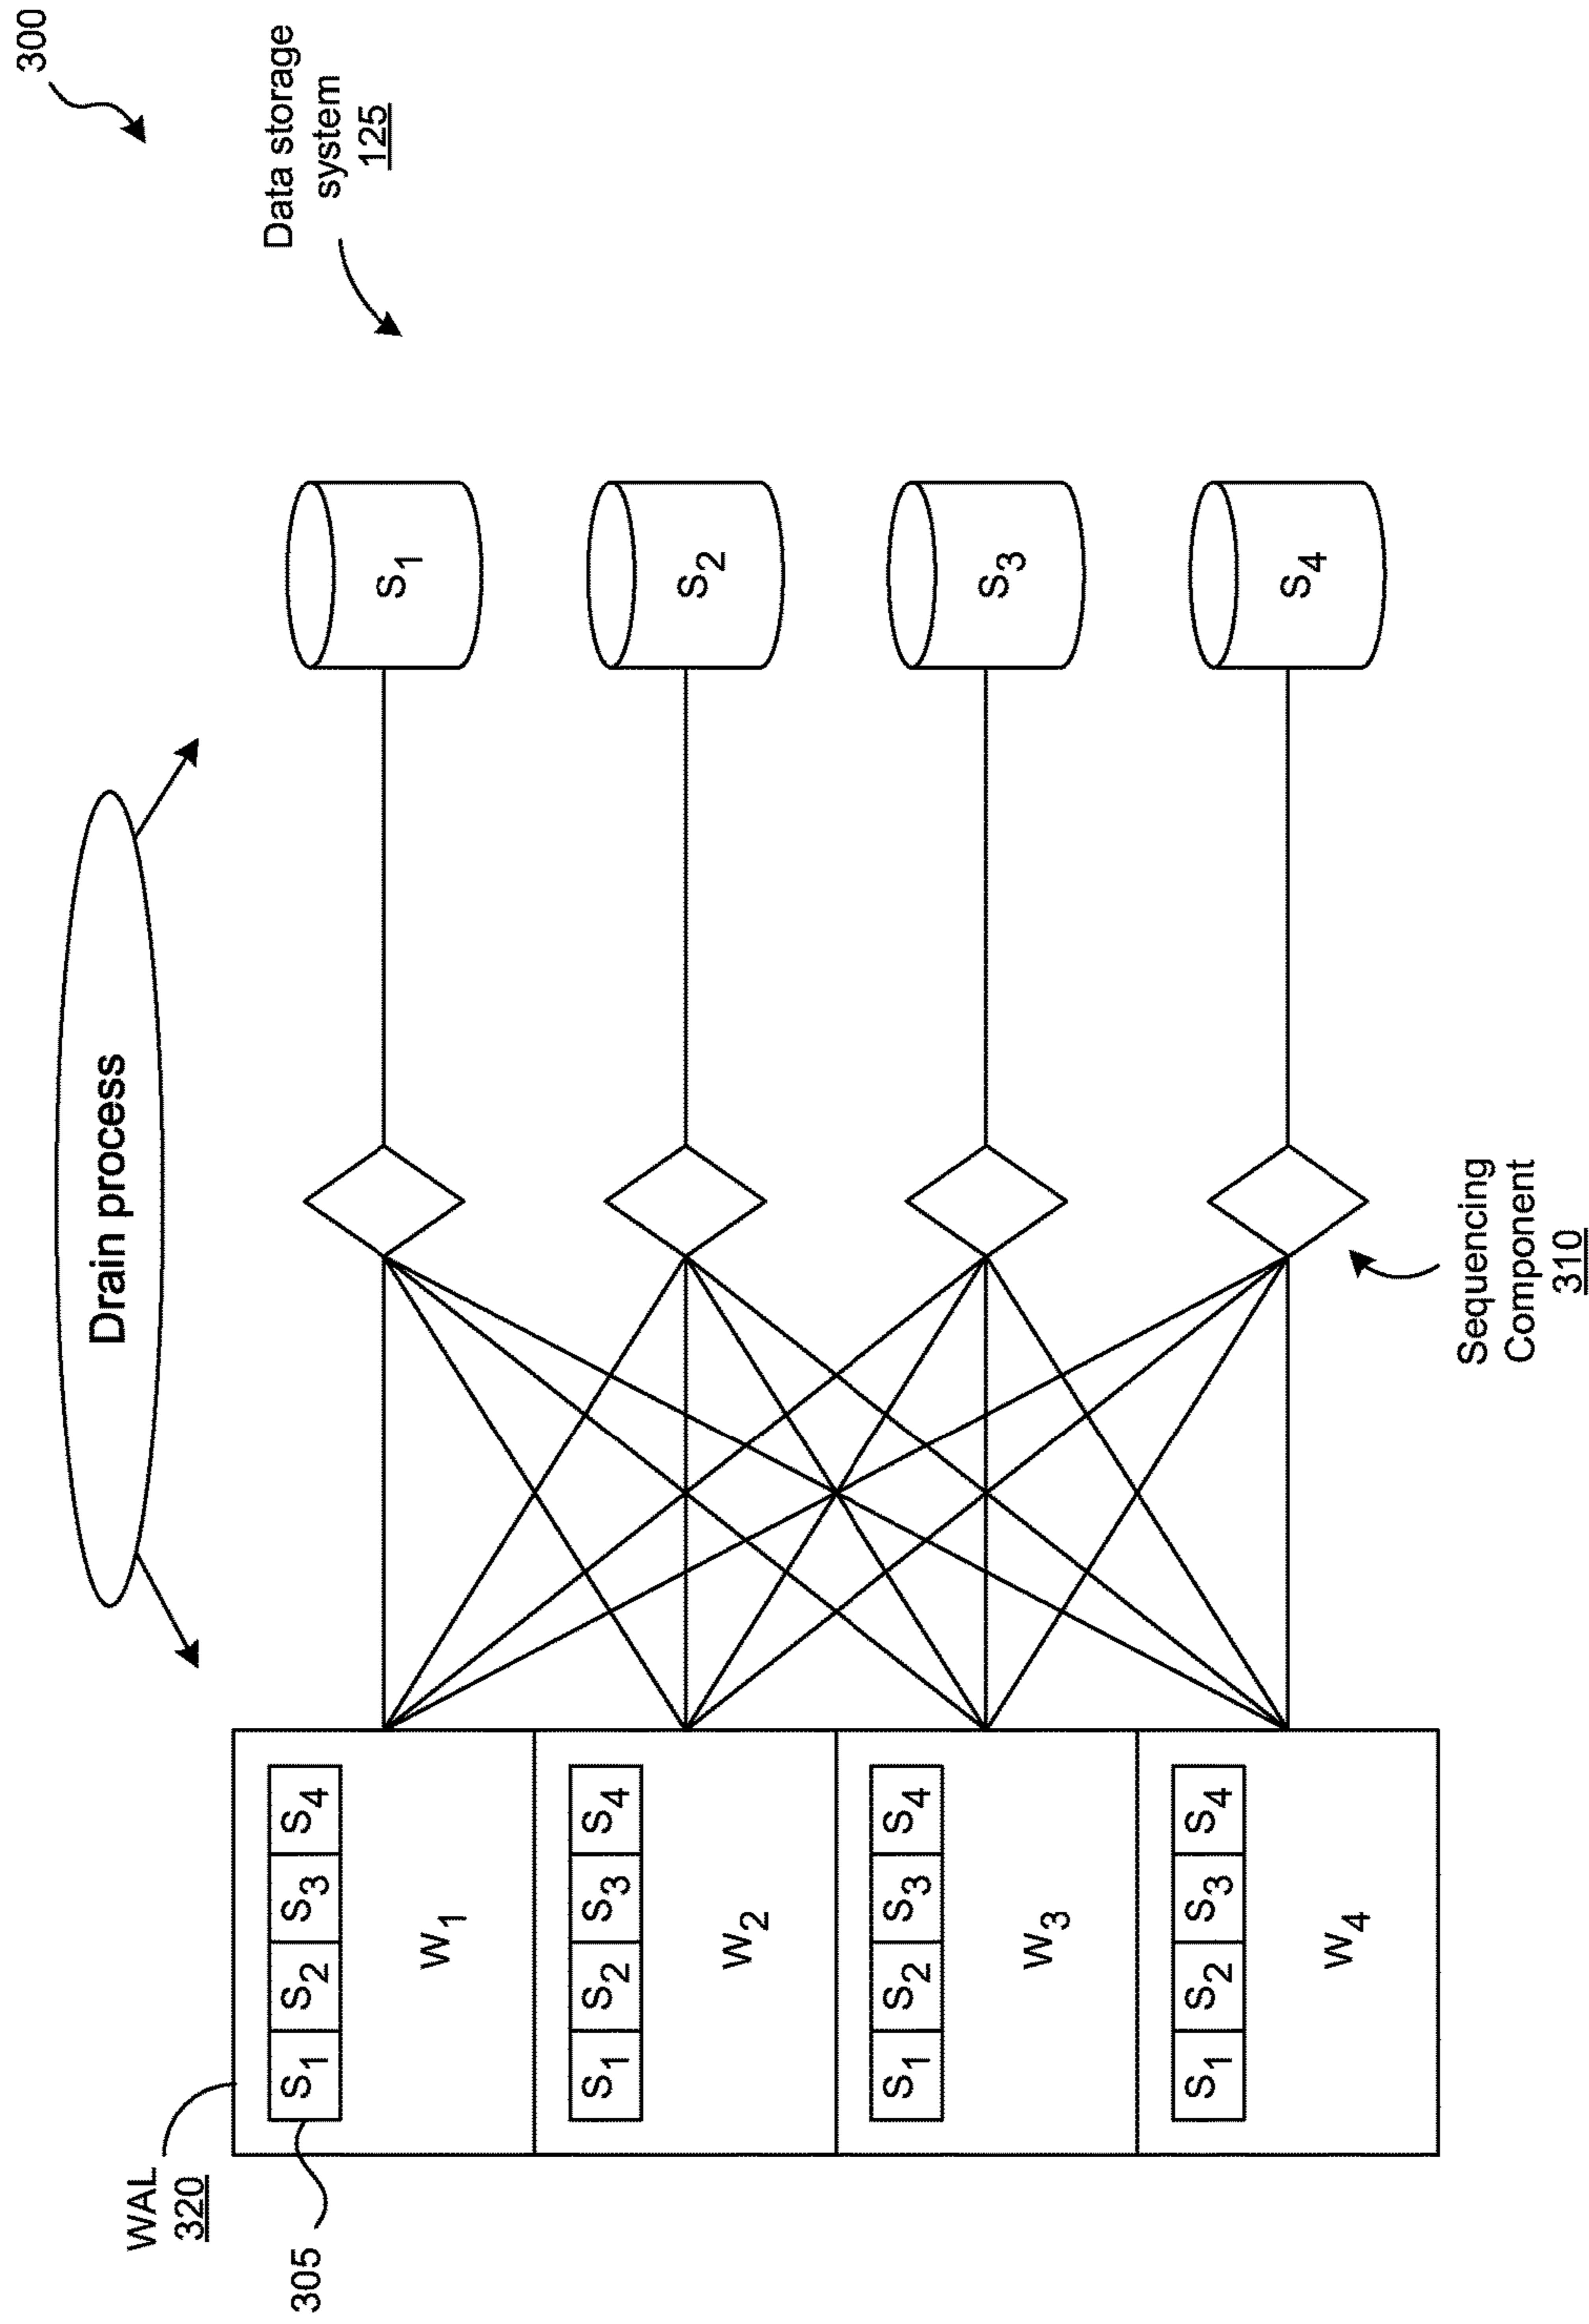 300
Drain process
Data storage
system
125
WAL
320
305
S1 S2 S3 S4
W1
S1
S1 S2 S3 S4
W2
S2
S1 S2 S3 S4
W3
S3
S1 S2 S3 S4
W4
S4
Sequencing
Component
310